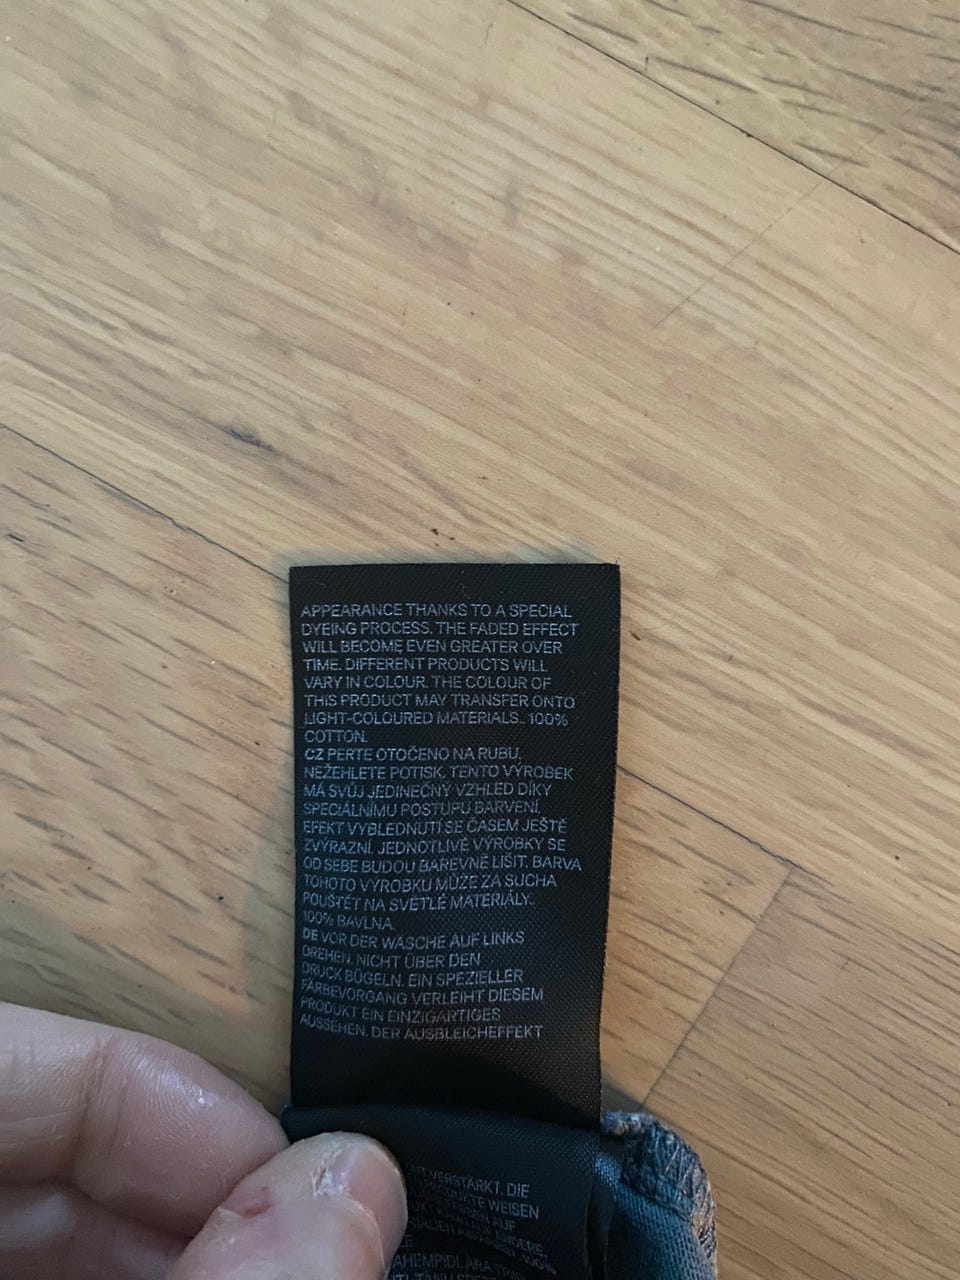 APPEARANCE THANKS TO A SPECIAL
DYEING PROCESS. THE FADED EFFECT
WILL BECOME EVEN GREATER OVER
TIME. DIFFERENT PRODUCTS WILL
VARY IN COLOUR. THE COLOUR OF
THIS PRODUCT MAY TRANSFER ONTO
LIGHT-COLOURED MATERIALS.. 100%
COTTON.
CZ PERTE OTOČENO NA RUBU.
NEŽEHLETE POTISK. TENTO VÝROBEK
MÁ SVŮJ JEDINEČNÝ VZHLED DÍKY
SPECIÁLNÍMU POSTUPU BARVENÍ.
EFEKT VYBLEDNUTÍ SE ČASEM JEŠTĚ
ZVÝRAZNÍ. JEDNOTLIVÉ VÝROBKY SE
OD SEBE BUDOU BAREVNĚ LIŠIT. BARVA
TOHOTO VÝROBKU MŮŽE ZA SUCHA
POUŠTĚT NA SVĚTLÉ MATERIÁLY..
100% BAVLNA.
DE VOR DER WÄSCHE AUF LINKS
DREHEN. NICHT ÜBER DEN
DRUCK BÜGELN. EIN SPEZIELLER
FÄRBEVORGANG VERLEIHT DIESEM
PRODUKT EIN EINZIGARTIGES
AUSSEHEN. DER AUSBLEICHEFFEKT
VERSTÄRKT. DIE
WEISEN
AUF
ANDERE
100%